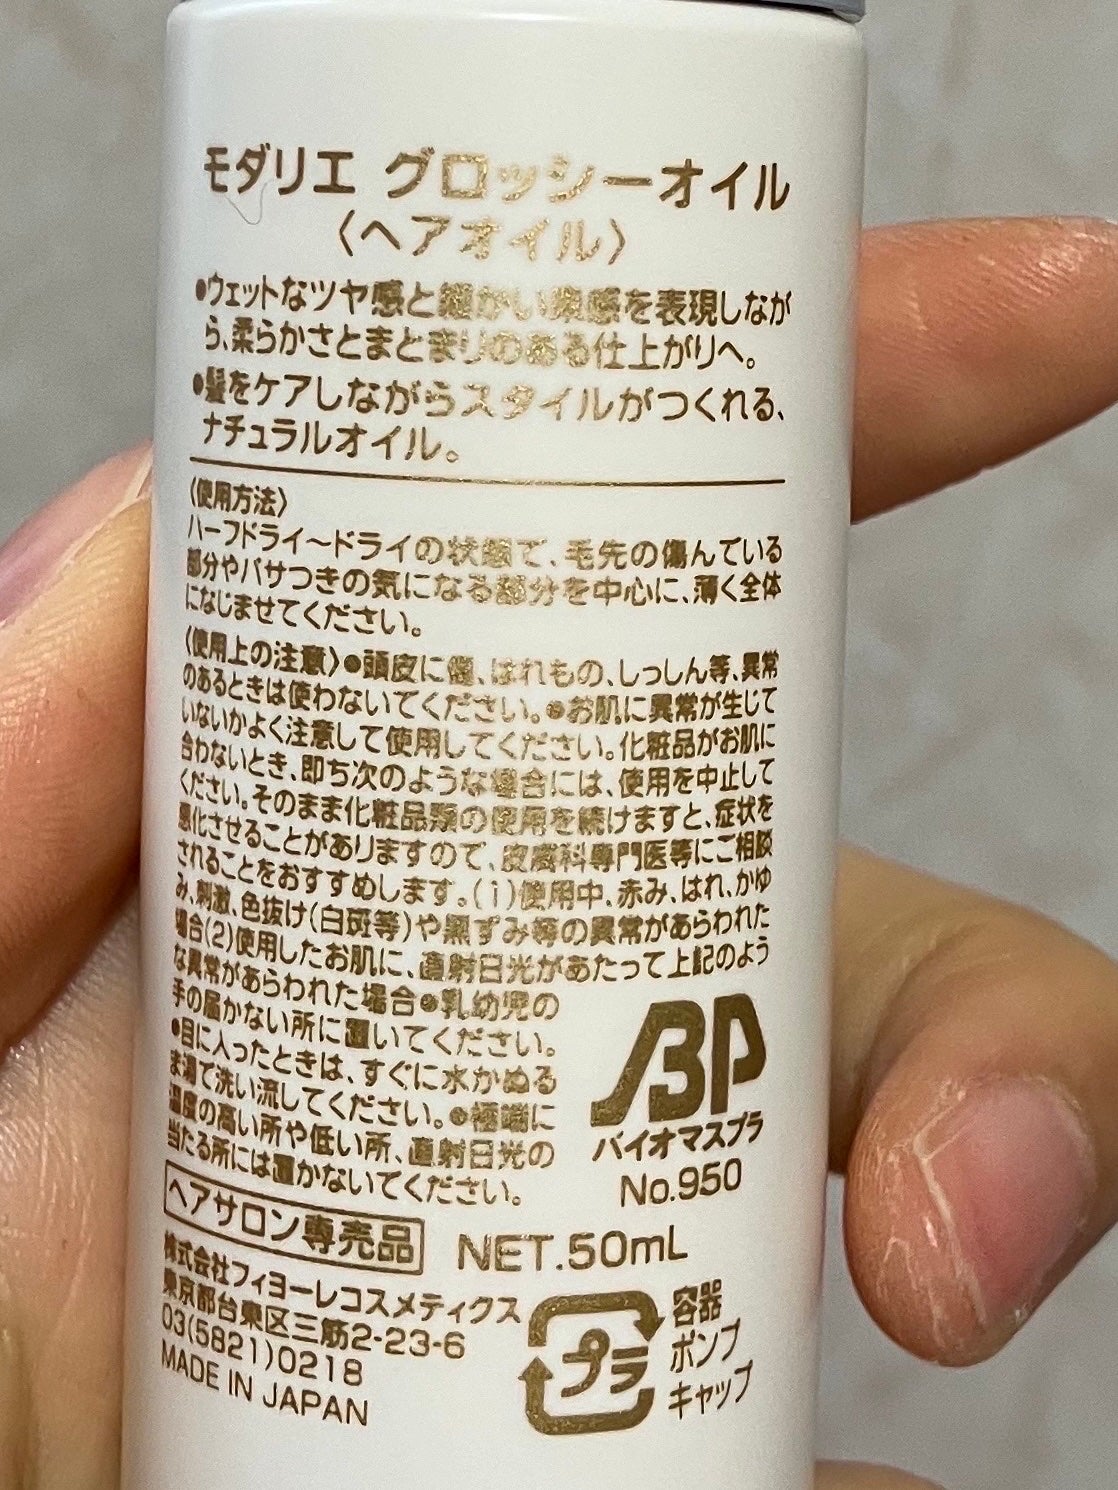 モダリエ グロッシーオイル
〈ヘアオイル〉
●ウェットなツヤ感と細かい束感を表現しなが
ら、柔らかさとまとまりのある仕上がりへ。
●髪をケアしながらスタイルがつくれる、
ナチュラルオイル。
〈使用方法〉
ハーフドライ〜ドライの状態で、毛先の傷んでいる
部分やパサつきの気になる部分を中心に、薄く全体
になじませてください。
〈使用上の注意〉●頭皮に傷、はれもの、しっしん等、異常
のあるときは使わないでください。●お肌に異常が生じて
いないかよく注意して使用してください。化粧品がお肌に
合わないとき、即ち次のような場合には、使用を中止して
ください。そのまま化粧品類の使用を続けますと、症状を
悪化させることがありますので、皮膚科専門医等にご相談
されることをおすすめします。(1)使用中、赤み、はれ、かゆ
み、刺激、色抜け(白斑等)や黒ずみ等の異常があらわれた
場合(2)使用したお肌に、直射日光があたって上記のよう
な異常があらわれた場合●乳幼児の
手の届かない所に置いてください。
●目に入ったときは、すぐに水かぬる
ま湯で洗い流してください。●極端に
温度の高い所や低い所、直射日光の
当たる所には置かないでください。
BP
バイオマスプラ
No.950
ヘアサロン専売品
NET.50mL
株式会社フィヨーレコスメティクス
東京都台東区三筋2-23-6
03(5821)0218
MADE IN JAPAN
プラ
容器
ポンプ
キャップ